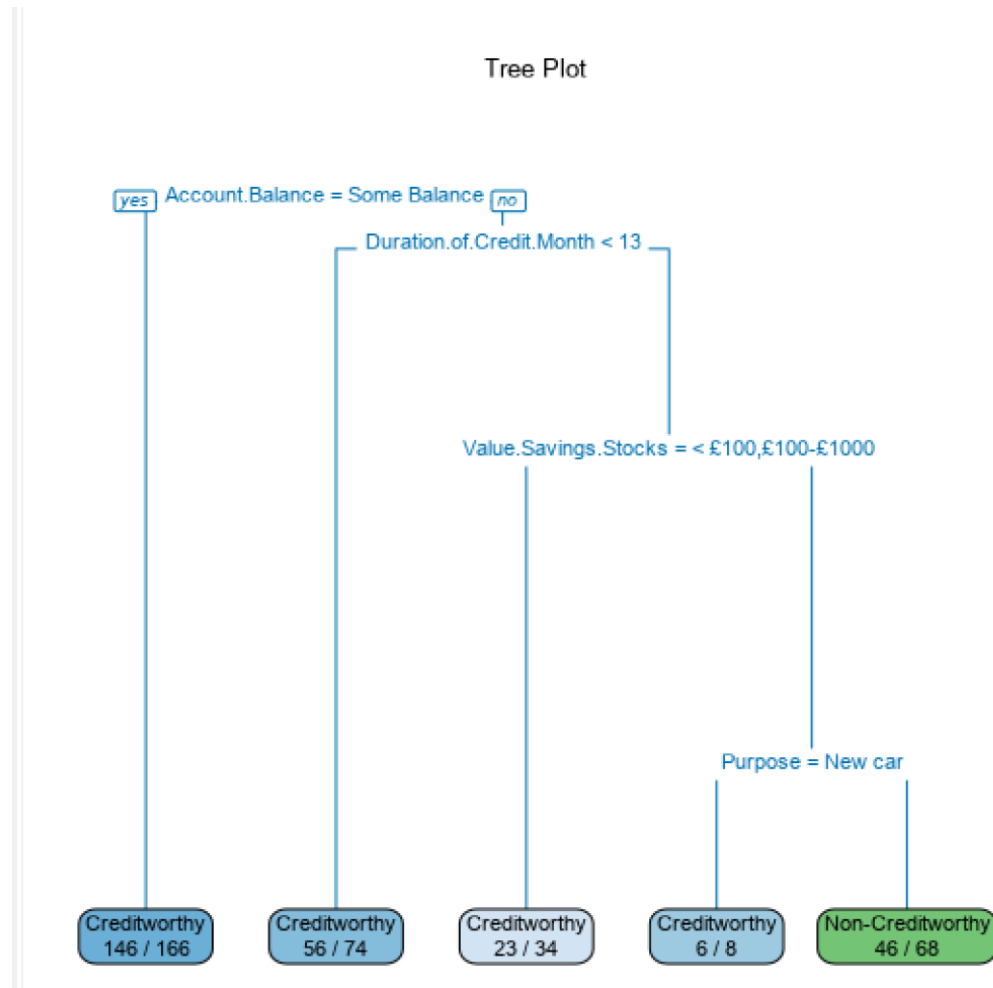 Tree Plot
yes Account.Balance = Some Balance no
Duration.of.Credit.Month < 13
Value.Savings.Stocks = < £100,£100-£1000
Purpose = New car
Creditworthy
146 / 166
Creditworthy
56 / 74
Creditworthy
23 / 34
Creditworthy
6 / 8
Non-Creditworthy
46 / 68